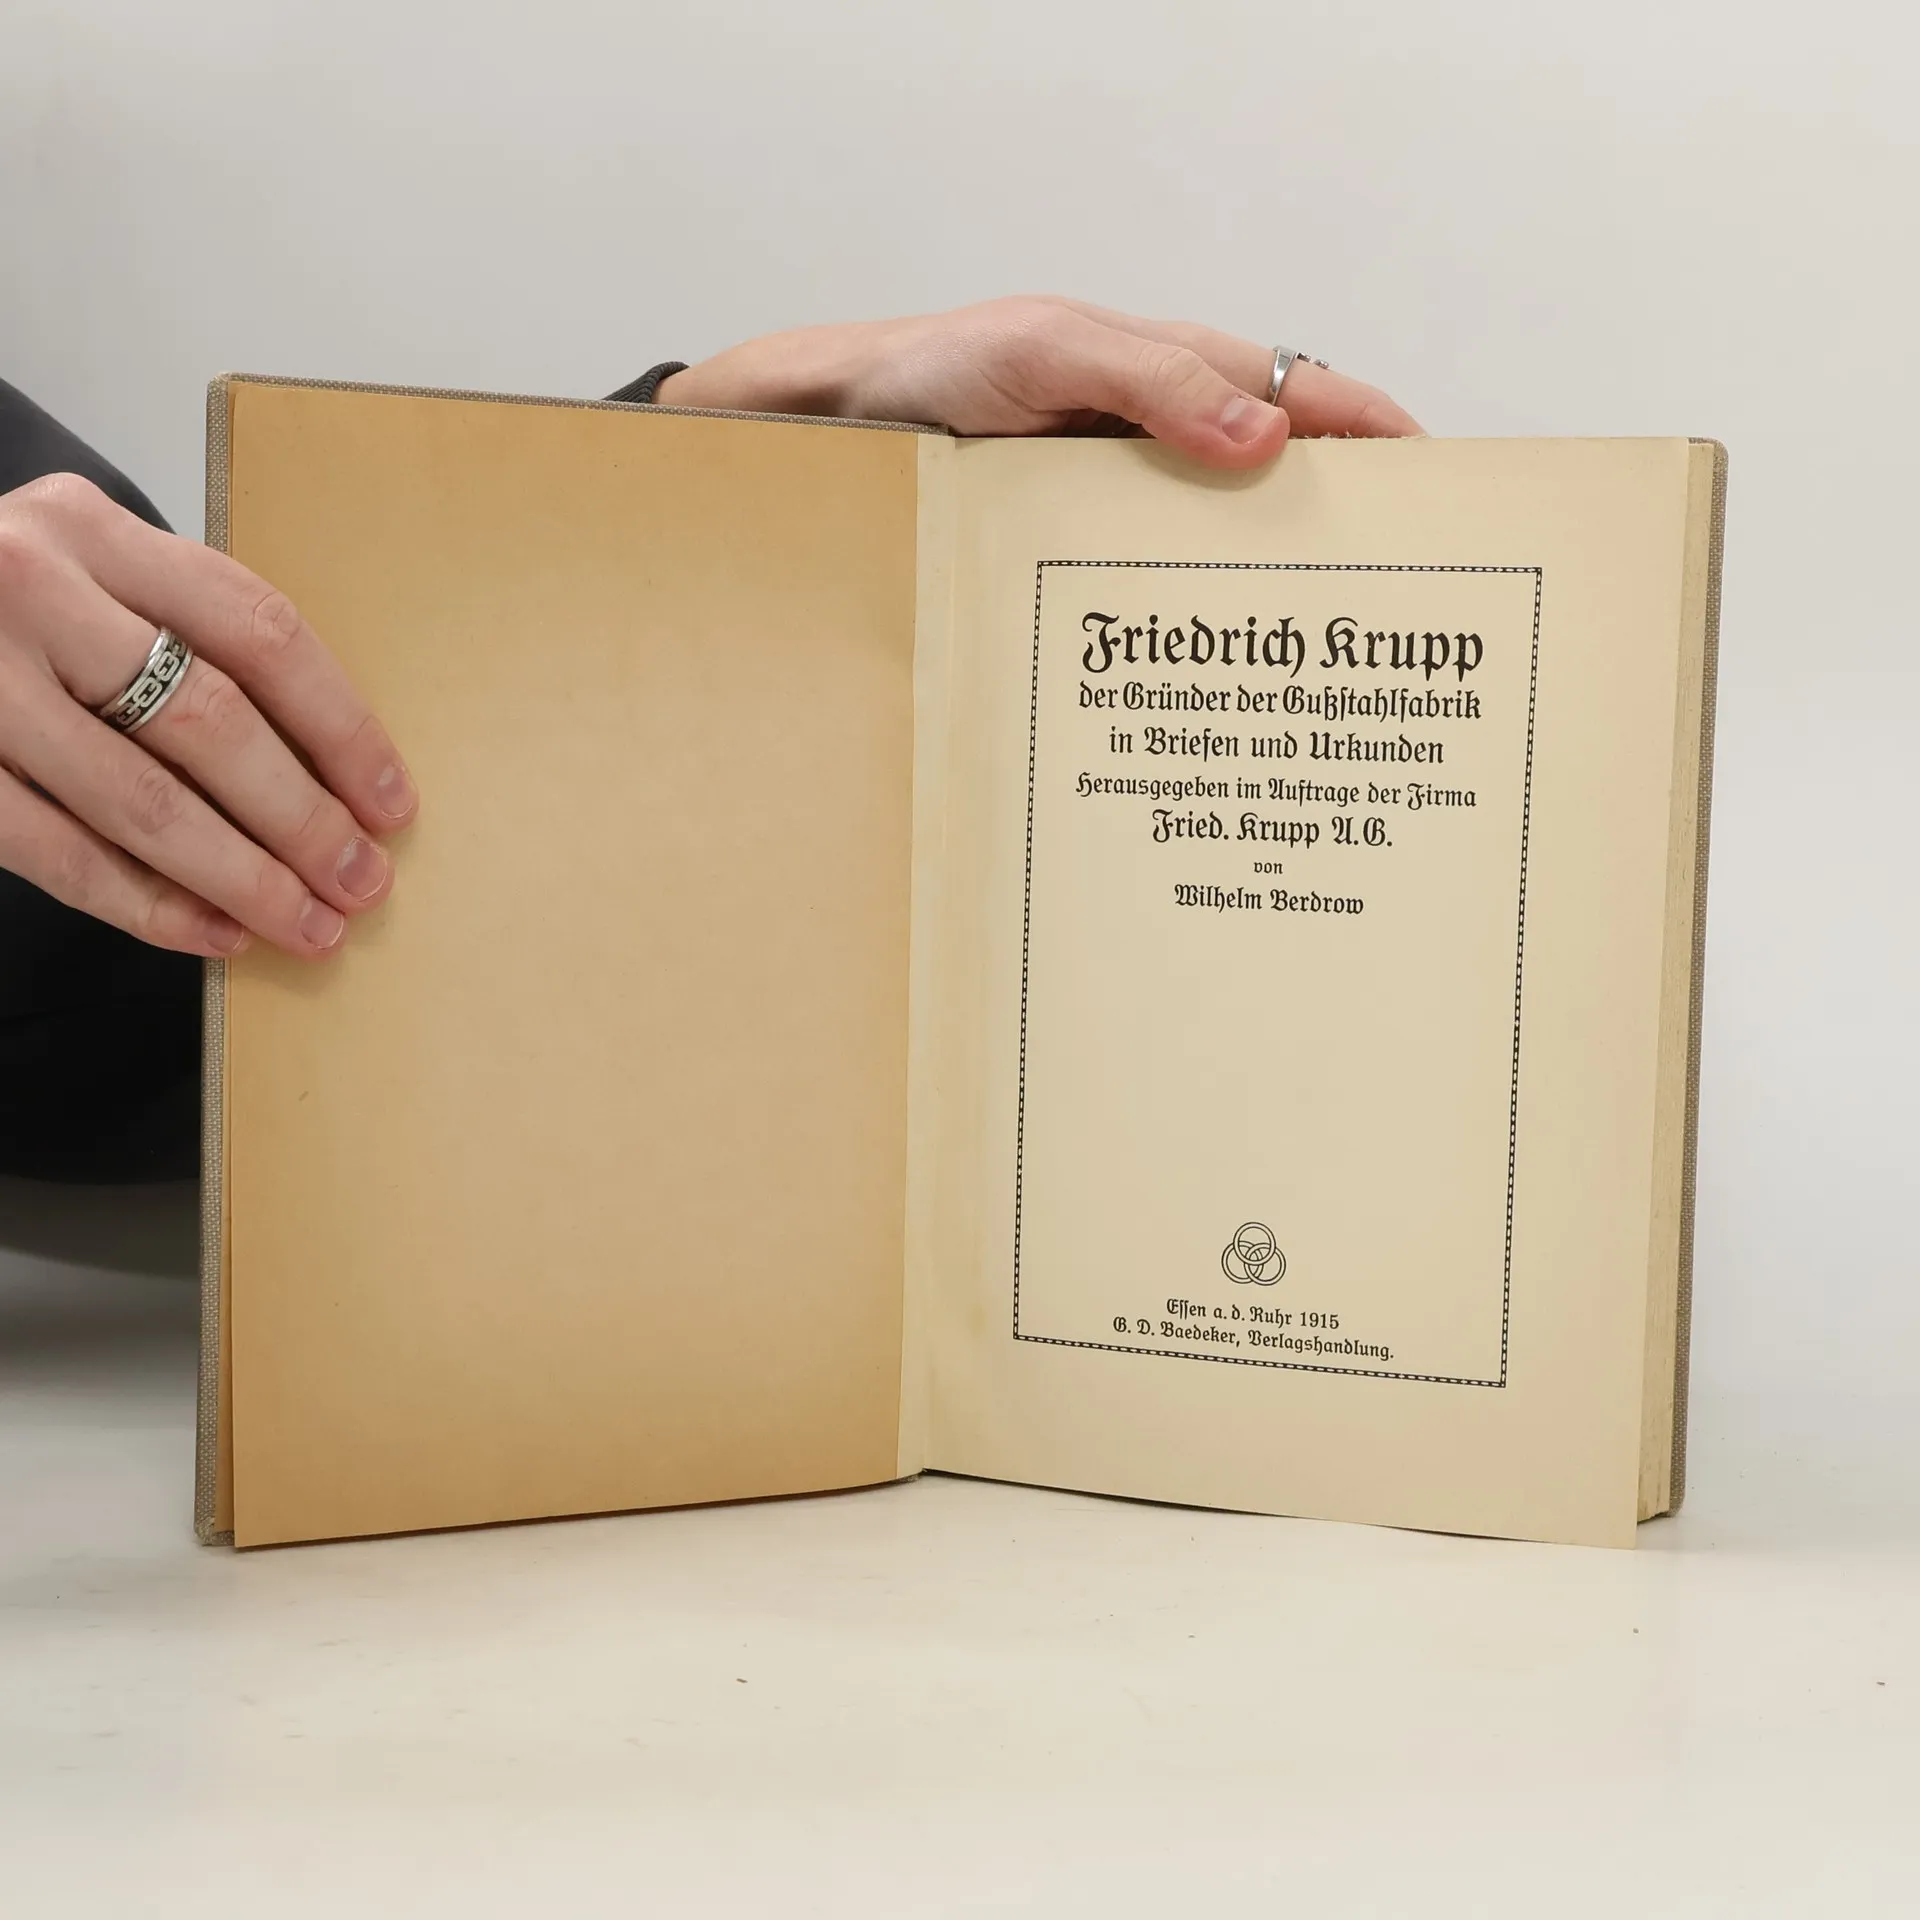 Friedrich Krupp
der Gründer der Gußstahlfabrik
in Briefen und Urkunden
Herausgegeben im Auftrage der Firma
Fried. Krupp A.G.
von
Wilhelm Berdrow
Essen a. d. Ruhr 1915
G. D. Baedeker, Verlagshandlung.